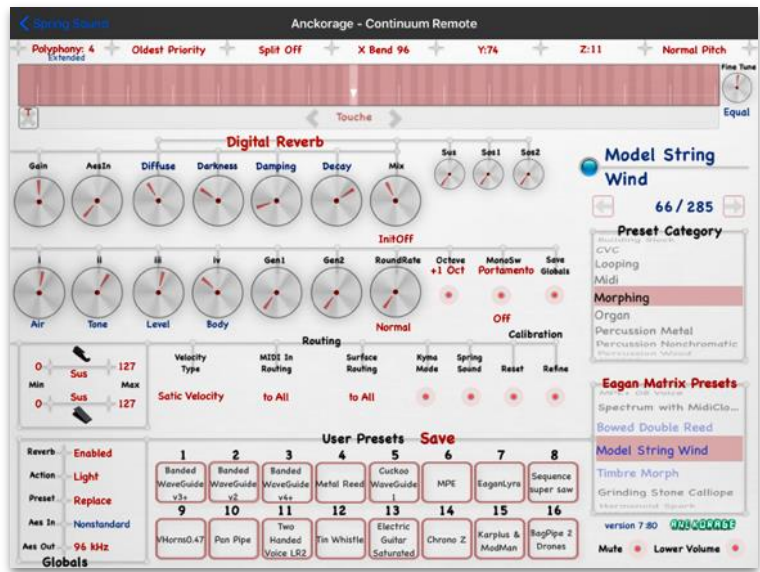 Spring Sound
Anckorage - Continuum Remote
Polyphony: 4
Extended
Oldest Priority
Split Off
X Bend 96
Y:74
Z:11
Normal Pitch
Fine Tune
Equal
T
Touche
Digital Reverb
Gain
AesIn
Diffuse
Darkness
Damping
Decay
Mix
Sus
Sos1
Sos2
InitOff
Model String
Wind
66/285
i
ii
iii
iv
Gen1
Gen2
RoundRate
Octave
+1 Oct
MonoSw
Portamento
Save
Globals
Air
Tone
Level
Body
Normal
Off
Calibration
Preset Category
Building Block
CVC
Looping
Midi
Morphing
Organ
Percussion Metal
Percussion Nonchromatic
Percussion Wood
Routing
0
Sus
127
Min
Max
0
Sus
127
Velocity
Type
Satic Velocity
MIDI In
Routing
to All
Surface
Routing
to All
Kyma
Mode
Spring
Sound
Reset
Refine
Eagan Matrix Presets
Spectrum with MidiClo...
Bowed Double Reed
Model String Wind
Timbre Morph
Grinding Stone Calliope
Harmonoid Spark
Reverb
Enabled
Action
Light
Preset
Replace
Aes In
Nonstandard
Aes Out
96 kHz
Globals
User Presets
Save
1
2
3
4
5
6
7
8
Banded
WaveGuide
v3+
Banded
WaveGuide
v2
Banded
WaveGuide
v4+
Metal Reed
Cuckoo
WaveGuide
1
MPE
EaganLyra
Sequence
super saw
9
10
11
12
13
14
15
16
VHorns0.47
Pan Pipe
Two
Handed
Voice LR2
Tin Whistle
Electric
Guitar
Saturated
Chrono Z
Karplus &
ModMan
BagPipe 2
Drones
version 7.80
ANCKORAGE
Mute
Lower Volume